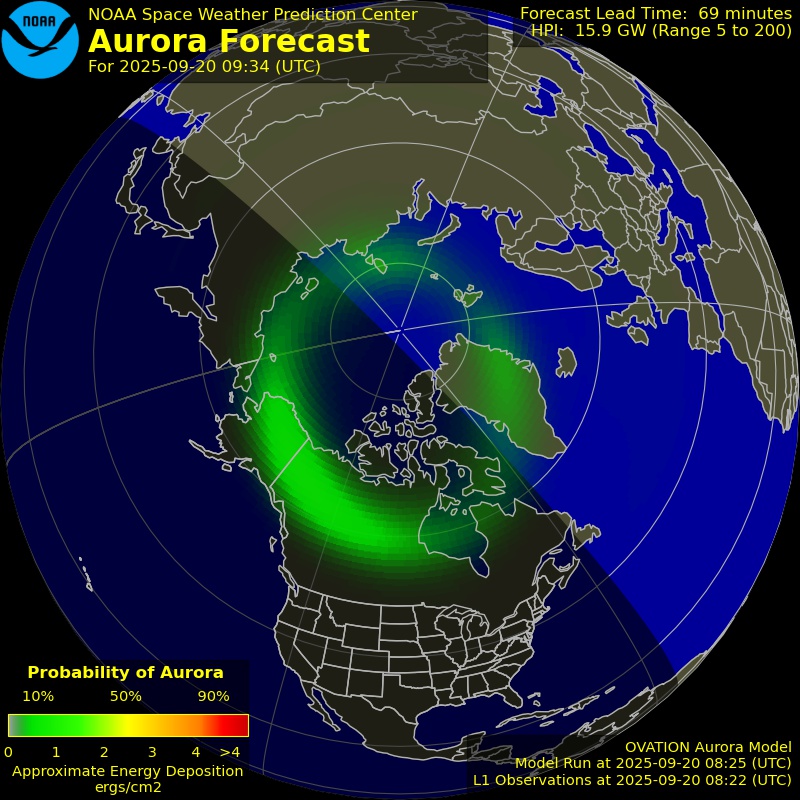 NOAA
NOAA Space Weather Prediction Center
Aurora Forecast
For 2025-09-20 09:34 (UTC)
Forecast Lead Time: 69 minutes
HPI: 15.9 GW (Range 5 to 200)
Probability of Aurora
10% 50% 90%
0 1 2 3 4 >4
Approximate Energy Deposition
ergs/cm2
OVATION Aurora Model
Model Run at 2025-09-20 08:25 (UTC)
L1 Observations at 2025-09-20 08:22 (UTC)